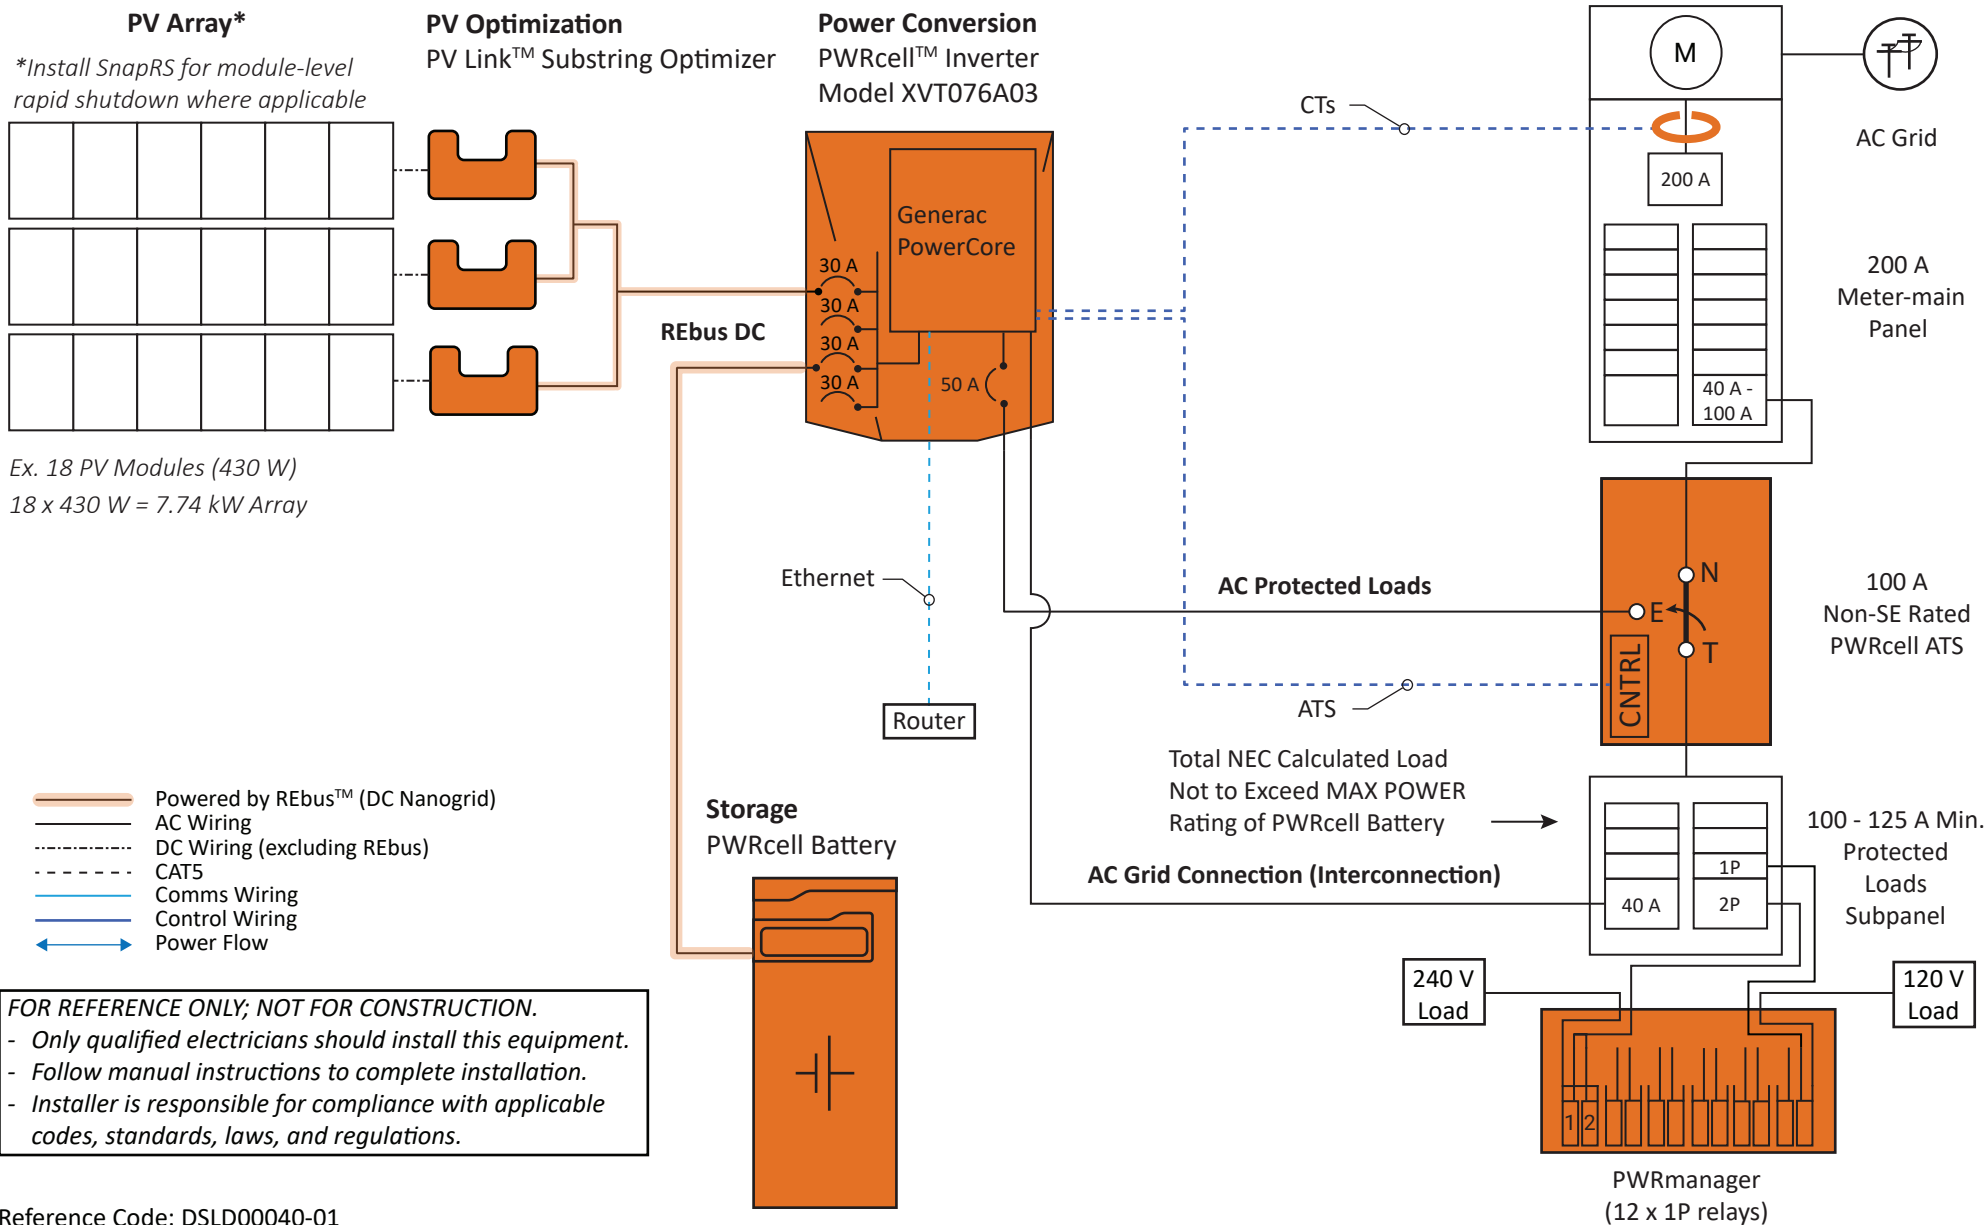 PV Array*
*Install SnapRS for module-level
rapid shutdown where applicable
PV Optimization
PV Link™ Substring Optimizer
Power Conversion
PWRcell™ Inverter
Model XVT076A03
Generac
PowerCore
30 A
30 A
30 A
30 A
50 A
REbus DC
Ex. 18 PV Modules (430 W)
18 x 430 W = 7.74 kW Array
CTs
M
200 A
AC Grid
200 A
Meter-main
Panel
40 A -
100 A
Ethernet
Router
AC Protected Loads
N
E
T
CNTRL
100 A
Non-SE Rated
PWRcell ATS
ATS
Total NEC Calculated Load
Not to Exceed MAX POWER
Rating of PWRcell Battery
AC Grid Connection (Interconnection)
1P
40 A
2P
100 - 125 A Min.
Protected
Loads
Subpanel
Powered by REbus™ (DC Nanogrid)
AC Wiring
DC Wiring (excluding REbus)
CAT5
Comms Wiring
Control Wiring
Power Flow
Storage
PWRcell Battery
240 V
Load
120 V
Load
1 2
PWRmanager
(12 x 1P relays)
FOR REFERENCE ONLY; NOT FOR CONSTRUCTION.
- Only qualified electricians should install this equipment.
- Follow manual instructions to complete installation.
- Installer is responsible for compliance with applicable
codes, standards, laws, and regulations.
Reference Code: DSLD00040-01